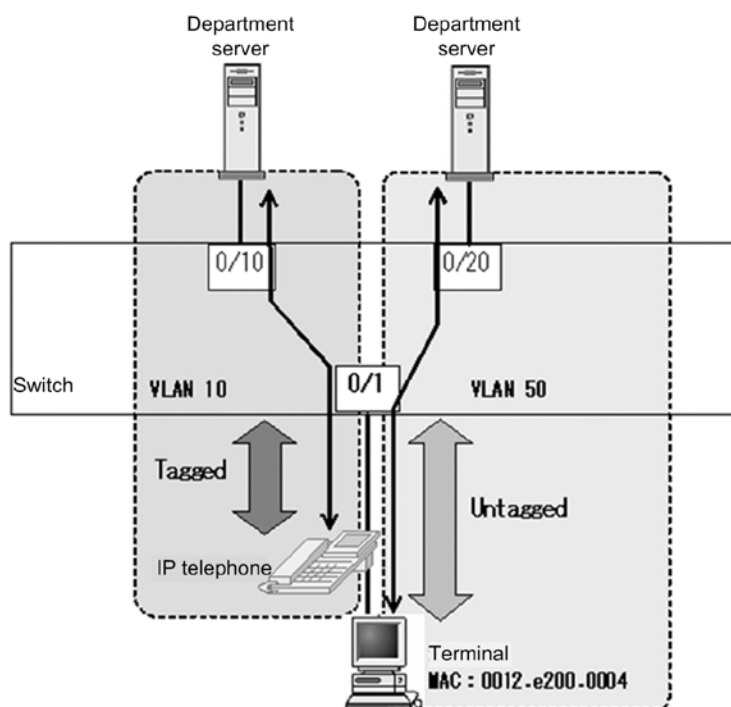 Department
server
Department
server
0/10
0/20
Switch
VLAN 10
0/1
VLAN 50
Tagged
Untagged
IP telephone
Terminal
MAC : 0012.e200.0004